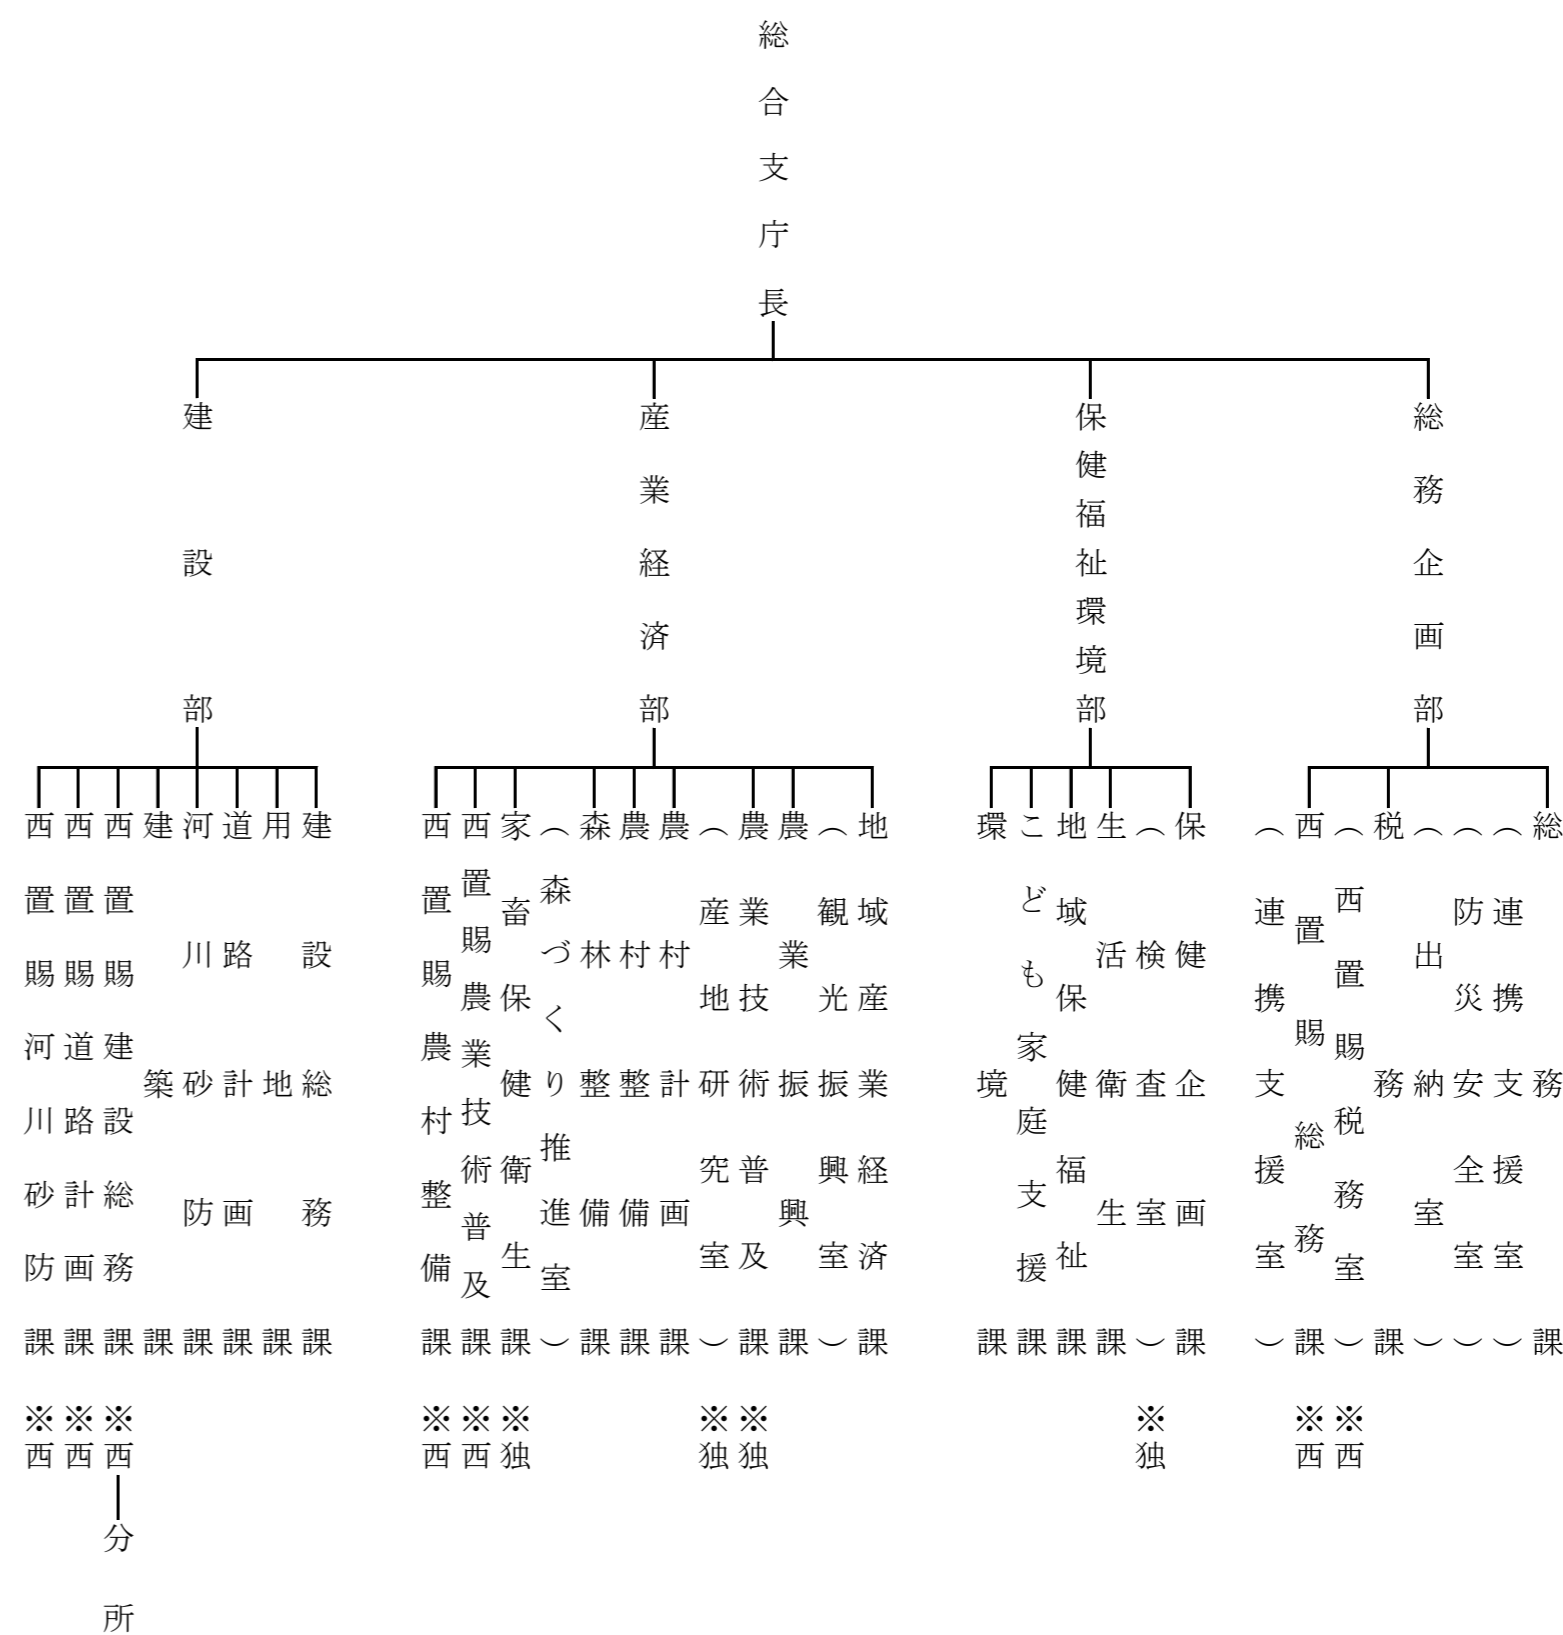 総合支庁長
総務企画部
総務課
（連携支援室）
（防災安全室）
（出納室）
税務課
（西置賜税務室）※西
西置賜総務課※西
（連携支援室）
保健福祉環境部
保健企画課
（検査室）※独
生活衛生課
地域保健福祉課
こども家庭支援課
環境課
産業経済部
地域産業経済課
（観光振興室）
農業振興課
農業技術普及課※独
（産地研究室）※独
農村計画課
農村整備課
森林整備課
（森づくり推進室）
家畜保健衛生課※独
西置賜農業技術普及課※西
西置賜農村整備課※西
建設部
建設総務課
用地課
道路計画課
河川砂防課
建築課
西置賜建設総務課※西
分所
西置賜道路計画課※西
西置賜河川砂防課※西